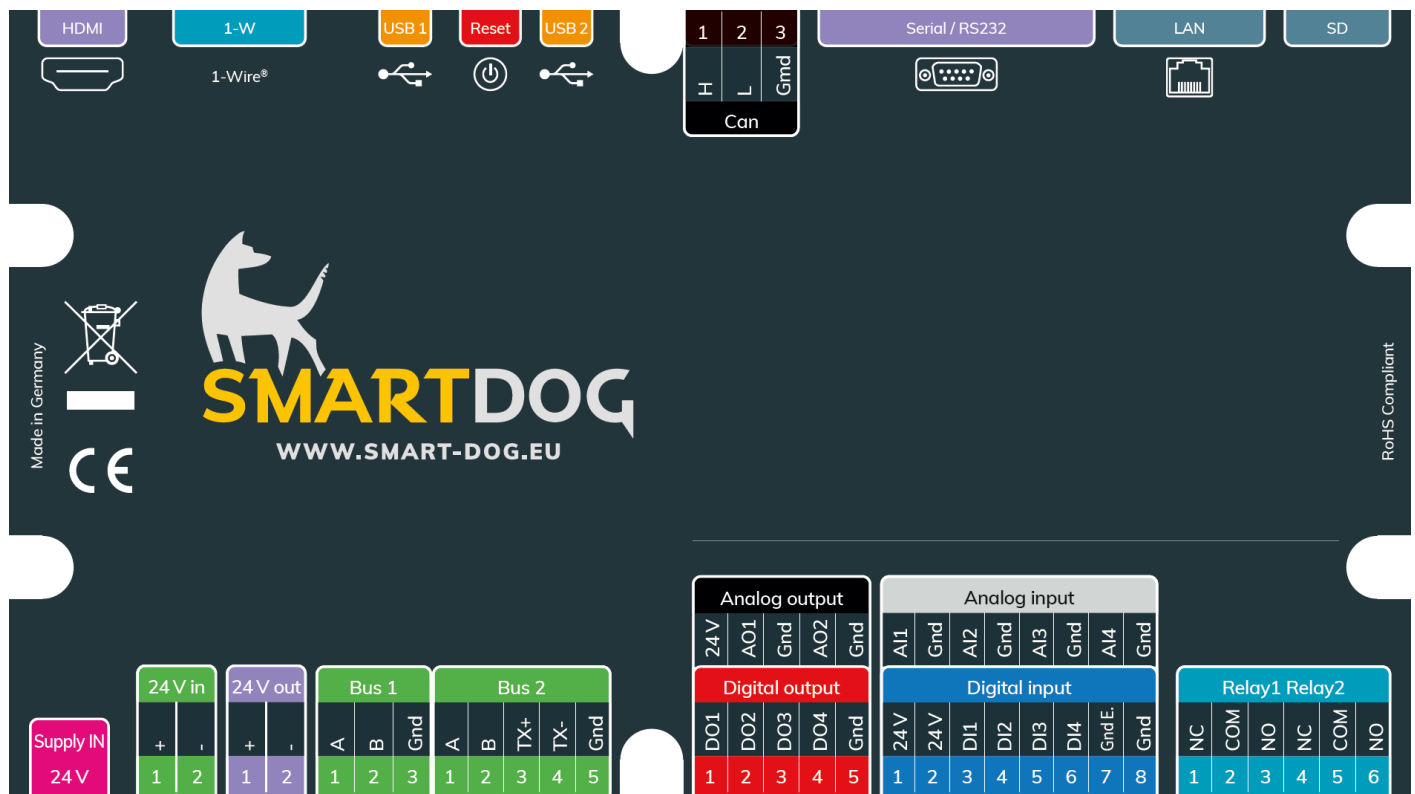 HDMI
1-W
USB 1
Reset
USB 2
1 2 3
Serial / RS232
LAN
SD
1-Wire®
H L Gmd
Can
Made in Germany
CE
SMARTDOG
WWW.SMART-DOG.EU
RoHS Compliant
Analog output
24 V AO1 Gnd AO2 Gnd
Analog input
AI1 Gnd AI2 Gnd AI3 Gnd AI4 Gnd
Supply IN
24 V
24 V in
+ -
1 2
24 V out
+ -
1 2
Bus 1
A B Gnd
1 2 3
Bus 2
A B TX+ TX- Gnd
1 2 3 4 5
Digital output
DO1 DO2 DO3 DO4 Gnd
1 2 3 4 5
Digital input
24 V 24 V DI1 DI2 DI3 DI4 Gnd E. Gnd
1 2 3 4 5 6 7 8
Relay1 Relay2
NC COM NO NC COM NO
1 2 3 4 5 6